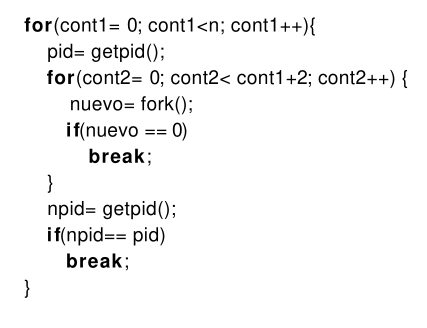 for(cont1= 0; cont1<n; cont1++){
pid= getpid();
for(cont2= 0; cont2< cont1+2; cont2++) {
nuevo= fork();
if(nuevo == 0)
break;
}
npid= getpid();
if(npid== pid)
break;
}